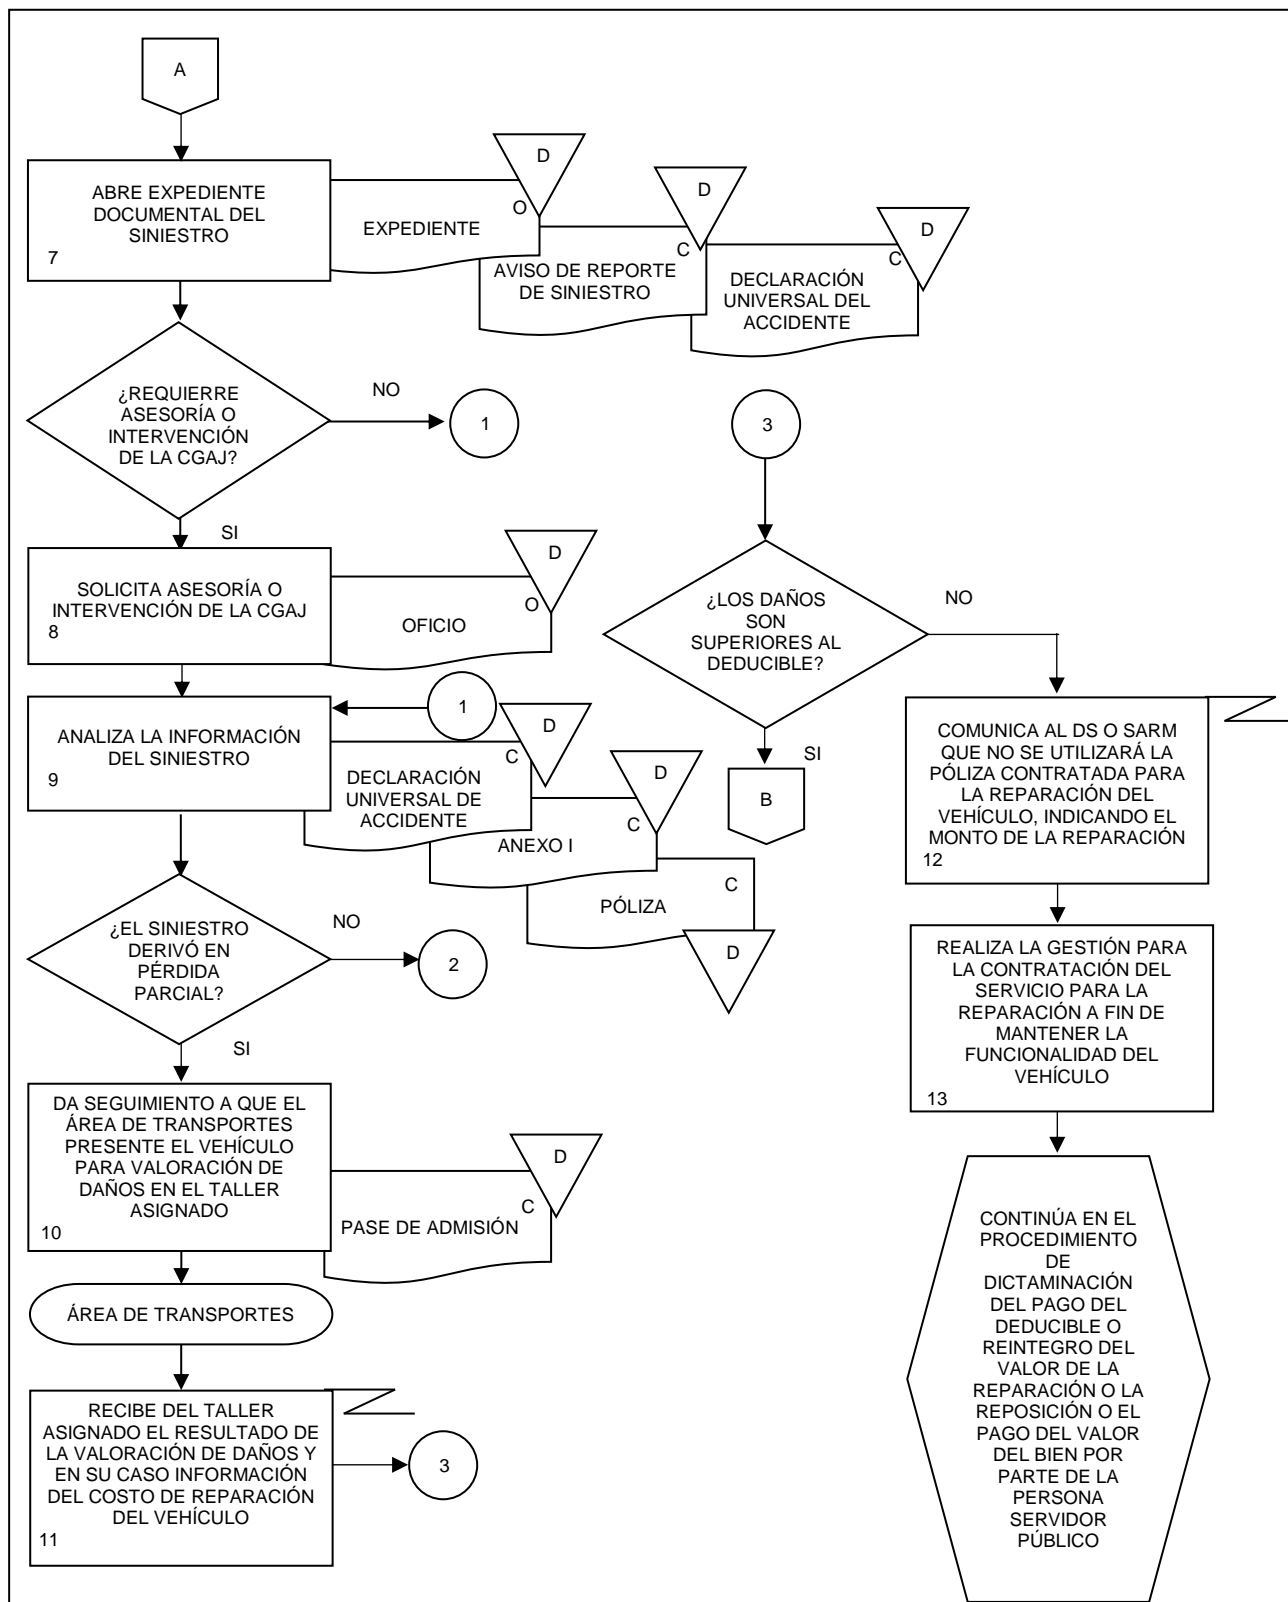 A
ABRE EXPEDIENTE
DOCUMENTAL DEL
SINIESTRO
7
EXPEDIENTE
O
D
AVISO DE REPORTE
DE SINIESTRO
C
D
DECLARACIÓN
UNIVERSAL DEL
ACCIDENTE
C
D
¿REQUIERRE
ASESORÍA O
INTERVENCIÓN
DE LA CGAJ?
NO
1
SI
SOLICITA ASESORÍA O
INTERVENCIÓN DE LA CGAJ
8
OFICIO
O
D
1
ANALIZA LA INFORMACIÓN
DEL SINIESTRO
9
DECLARACIÓN
UNIVERSAL DE
ACCIDENTE
C
D
ANEXO I
C
D
PÓLIZA
C
D
¿EL SINIESTRO
DERIVÓ EN
PÉRDIDA
PARCIAL?
NO
2
SI
DA SEGUIMIENTO A QUE EL
ÁREA DE TRANSPORTES
PRESENTE EL VEHÍCULO
PARA VALORACIÓN DE
DAÑOS EN EL TALLER
ASIGNADO
10
PASE DE ADMISIÓN
C
D
ÁREA DE TRANSPORTES
RECIBE DEL TALLER
ASIGNADO EL RESULTADO DE
LA VALORACIÓN DE DAÑOS Y
EN SU CASO INFORMACIÓN
DEL COSTO DE REPARACIÓN
DEL VEHÍCULO
11
3
3
¿LOS DAÑOS
SON
SUPERIORES AL
DEDUCIBLE?
NO
SI
B
COMUNICA AL DS O SARM
QUE NO SE UTILIZARÁ LA
PÓLIZA CONTRATADA PARA
LA REPARACIÓN DEL
VEHÍCULO, INDICANDO EL
MONTO DE LA REPARACIÓN
12
REALIZA LA GESTIÓN PARA
LA CONTRATACIÓN DEL
SERVICIO PARA LA
REPARACIÓN A FIN DE
MANTENER LA
FUNCIONALIDAD DEL
VEHÍCULO
13
CONTINÚA EN EL
PROCEDIMIENTO
DE
DICTAMINACIÓN
DEL PAGO DEL
DEDUCIBLE O
REINTEGRO DEL
VALOR DE LA
REPARACIÓN O LA
REPOSICIÓN O EL
PAGO DEL VALOR
DEL BIEN POR
PARTE DE LA
PERSONA
SERVIDOR
PÚBLICO